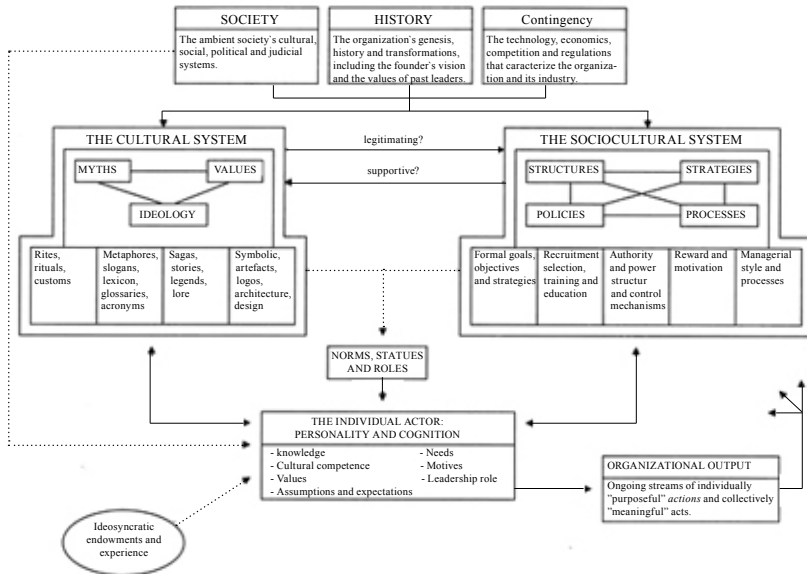 SOCIETY
The ambient society`s cultural,
social, political and judicial
systems.
HISTORY
The organization`s genesis,
history and transformations,
including the founder`s vision
and the values of past leaders.
Contingency
The technology, economics,
competition and regulations
that caracterize the organiza-
tion and its industry.
THE CULTURAL SYSTEM
MYTHS
VALUES
IDEOLOGY
Rites,
rituals,
customs
Metaphores,
slogans,
lexicon,
glossaries,
acronyms
Sagas,
stories,
legends,
lore
Symbolic,
artefacts,
logos,
architecture,
design
legitimating?
supportive?
THE SOCIOCULTURAL SYSTEM
STRUCTURES
STRATEGIES
POLICIES
PROCESSES
Formal goals,
objectives
and strategies
Recruitment
selection,
training and
education
Authority
and power
structur
and control
mechanisms
Reward and
motivation
Managerial
style and
processes
NORMS, STATUES
AND ROLES
THE INDIVIDUAL ACTOR:
PERSONALITY AND COGNITION
- knowledge
- Cultural competence
- Values
- Assumptions and expectations
- Needs
- Motives
- Leadership role
Ideosyncratic
endowments and
experience
ORGANIZATIONAL OUTPUT
Ongoing streams of individually
”purposeful” actions and collectively
”meaningful” acts.